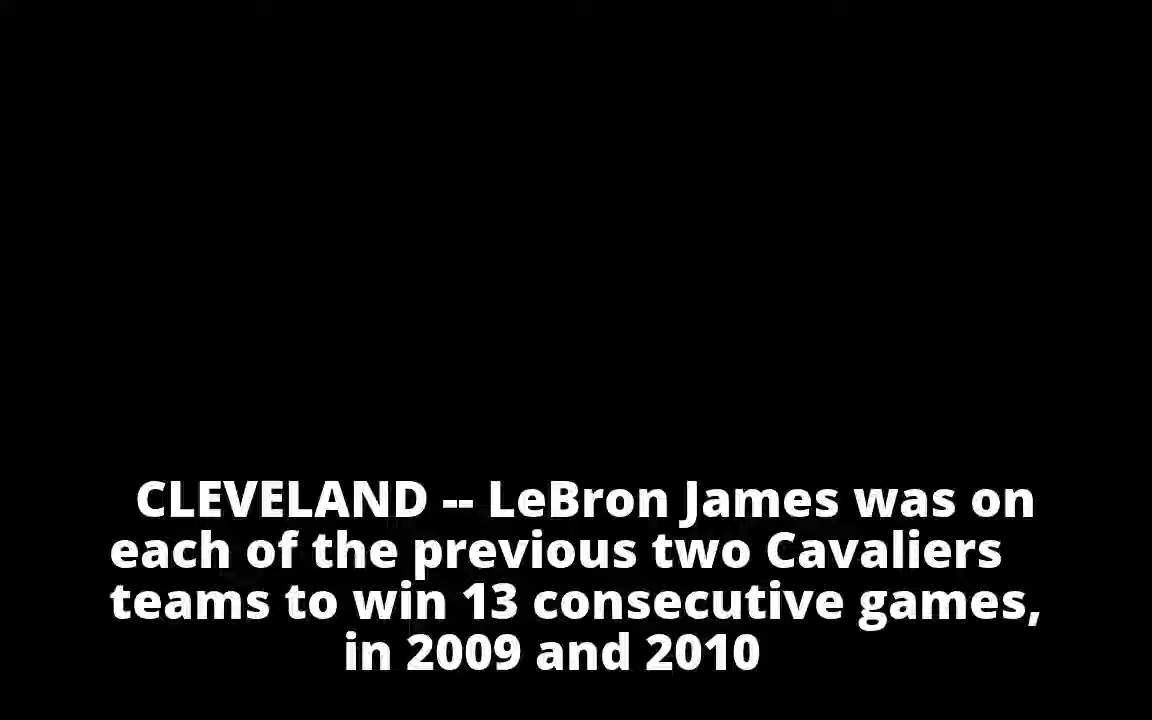 CLEVELAND -- LeBron James was on
each of the previous two Cavaliers
teams to win 13 consecutive games,
in 2009 and 2010